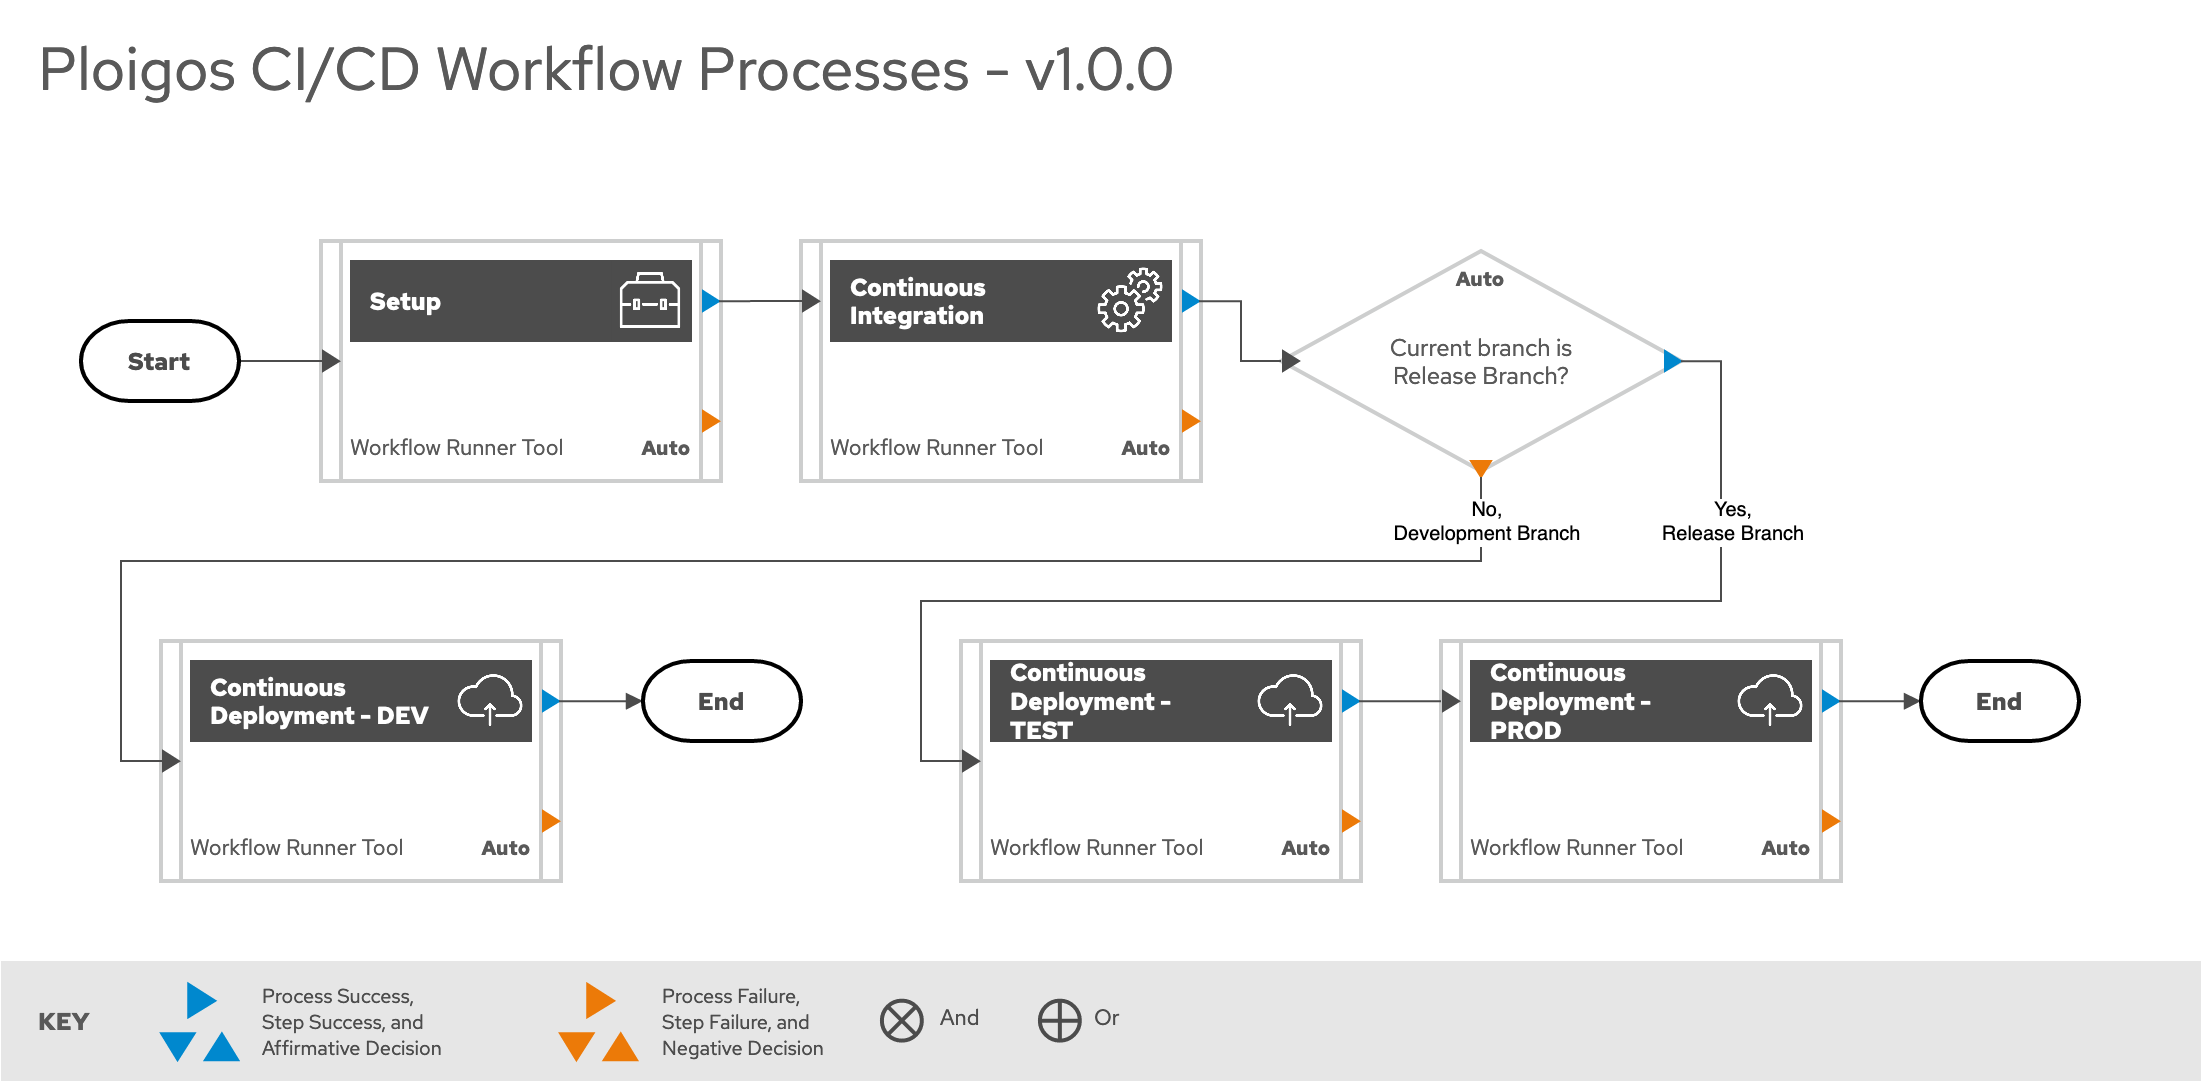 Ploigos CI/CD Workflow Processes - v1.0.0
Start
Setup
Workflow Runner Tool
Auto
Continuous
Integration
Workflow Runner Tool
Auto
Auto
Current branch is
Release Branch?
No,
Development Branch
Yes,
Release Branch
Continuous
Deployment - DEV
Workflow Runner Tool
Auto
End
Continuous
Deployment -
TEST
Workflow Runner Tool
Auto
Continuous
Deployment -
PROD
Workflow Runner Tool
Auto
End
KEY
Process Success,
Step Success, and
Affirmative Decision
Process Failure,
Step Failure, and
Negative Decision
And
Or